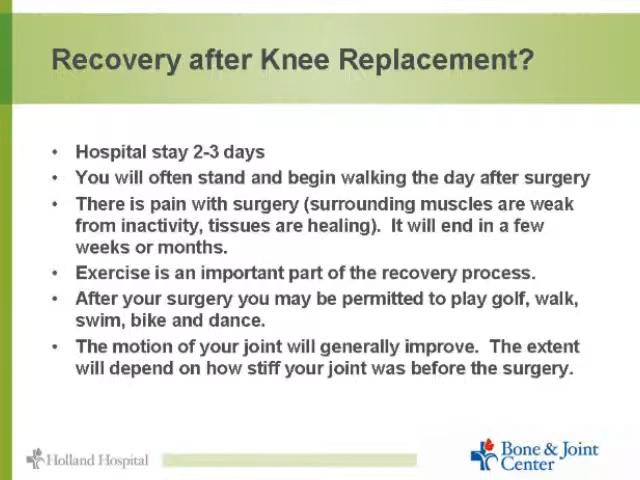 Recovery after Knee Replacement?
• Hospital stay 2-3 days
• You will often stand and begin walking the day after surgery
• There is pain with surgery (surrounding muscles are weak
from inactivity, tissues are healing). It will end in a few
weeks or months.
• Exercise is an important part of the recovery process.
• After your surgery you may be permitted to play golf, walk,
swim, bike and dance.
• The motion of your joint will generally improve. The extent
will depend on how stiff your joint was before the surgery.
Holland Hospital
Bone & Joint
Center